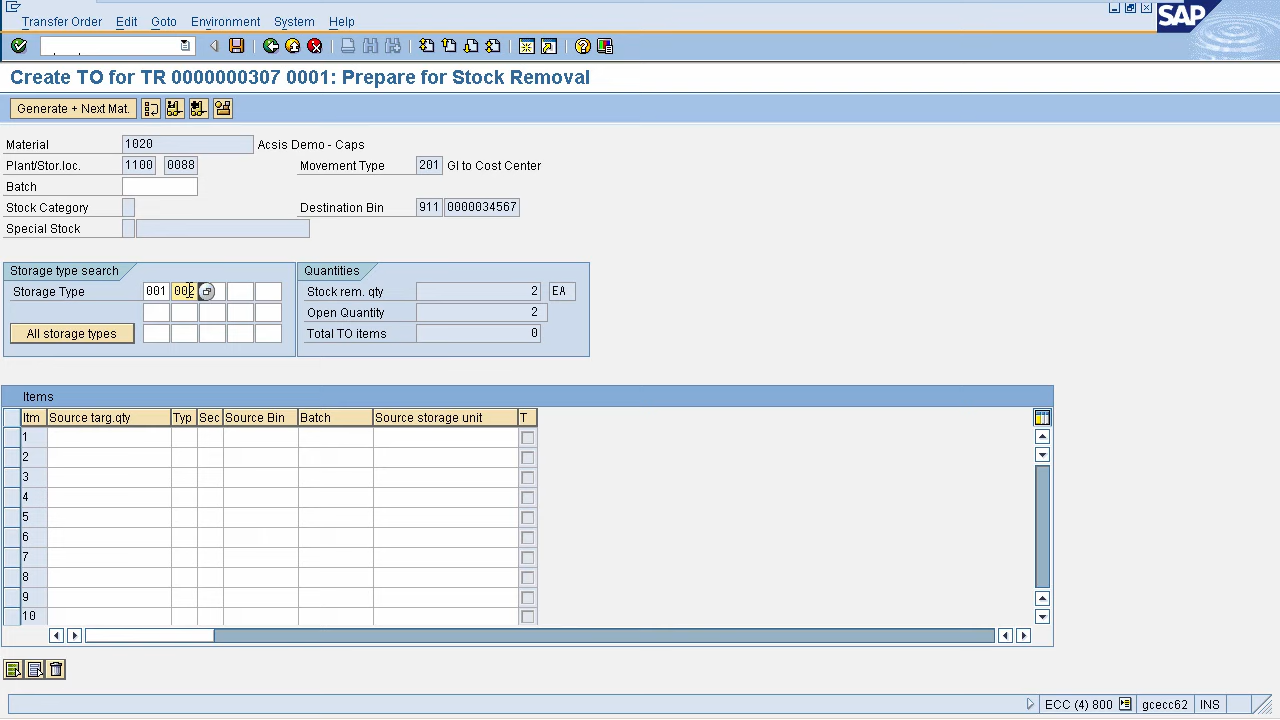 Transfer Order Edit Goto Environment System Help
SAP
Create TO for TR 0000000307 0001: Prepare for Stock Removal
Generate + Next Mat.
Material 1020 Acsis Demo - Caps
Plant/Stor.loc. 1100 0088 Movement Type 201 GI to Cost Center
Batch
Stock Category Destination Bin 911 0000034567
Special Stock
Storage type search Quantities
Storage Type 001 002 Stock rem. qty 2 EA
Open Quantity 2
All storage types Total TO items 0
Items
Itm Source targ.qty Typ Sec Source Bin Batch Source storage unit T
1
2
3
4
5
6
7
8
9
10
ECC (4) 800 gcecc62 INS